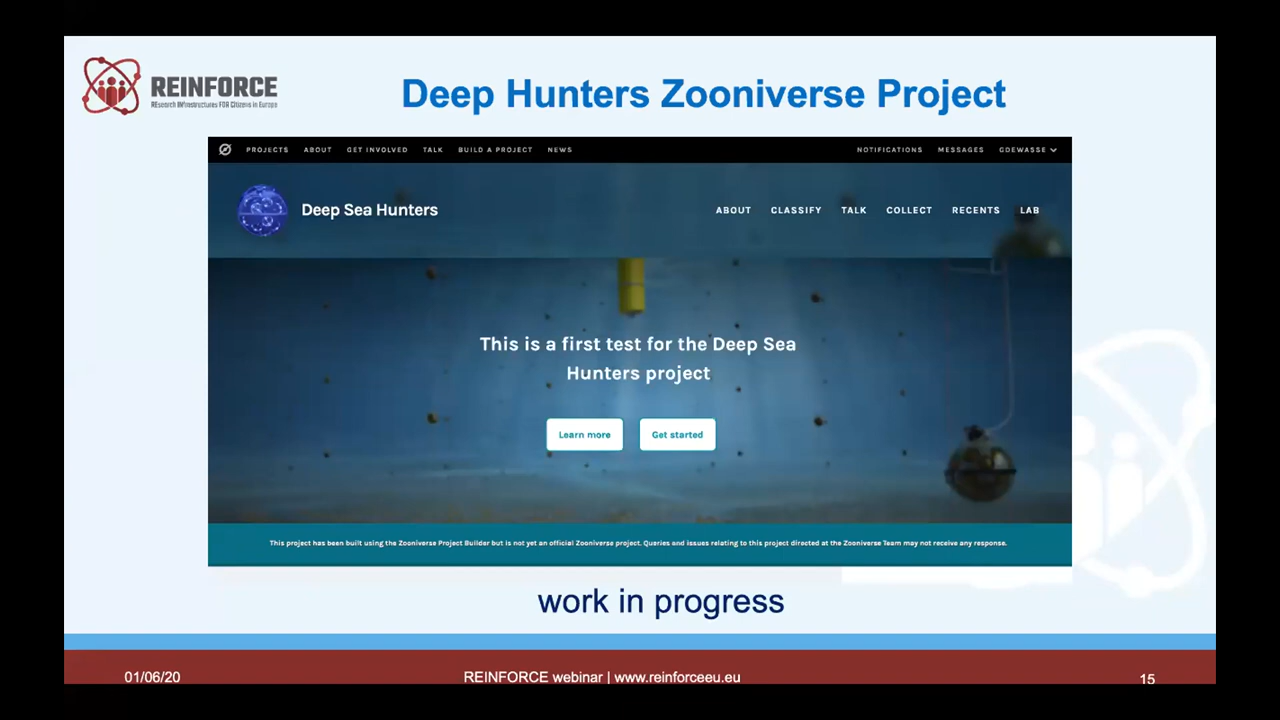 REINFORCE
REsearch INfrastructures FOR Citizens in Europe
Deep Hunters Zooniverse Project
PROJECTS ABOUT GET INVOLVED TALK BUILD A PROJECT NEWS NOTIFICATIONS MESSAGES GDEWASSE
Deep Sea Hunters
ABOUT CLASSIFY TALK COLLECT RECENTS LAB
This is a first test for the Deep Sea
Hunters project
Learn more Get started
This project has been built using the Zooniverse Project Builder but is not yet an official Zooniverse project. Queries and issues relating to this project directed at the Zooniverse Team may not receive any response.
work in progress
01/06/20 REINFORCE webinar | www.reinforceeu.eu 15